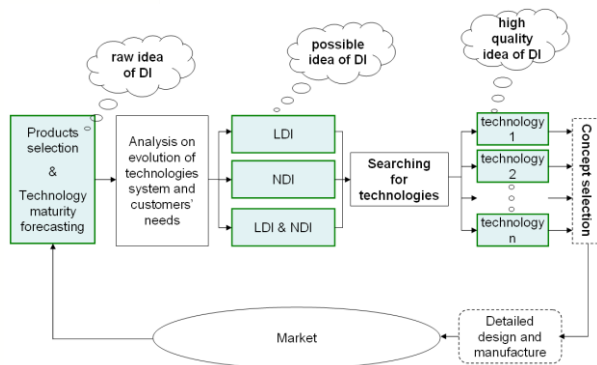 raw idea
of DI
possible
idea of DI
high
quality
idea of DI
Products
selection
&
Technology
maturity
forecasting
Analysis on
evolution of
technologies
system and
customers'
needs
LDI
NDI
LDI & NDI
Searching
for
technologies
technology
1
technology
2
technology
n
Concept selection
Market
Detailed
design and
manufacture